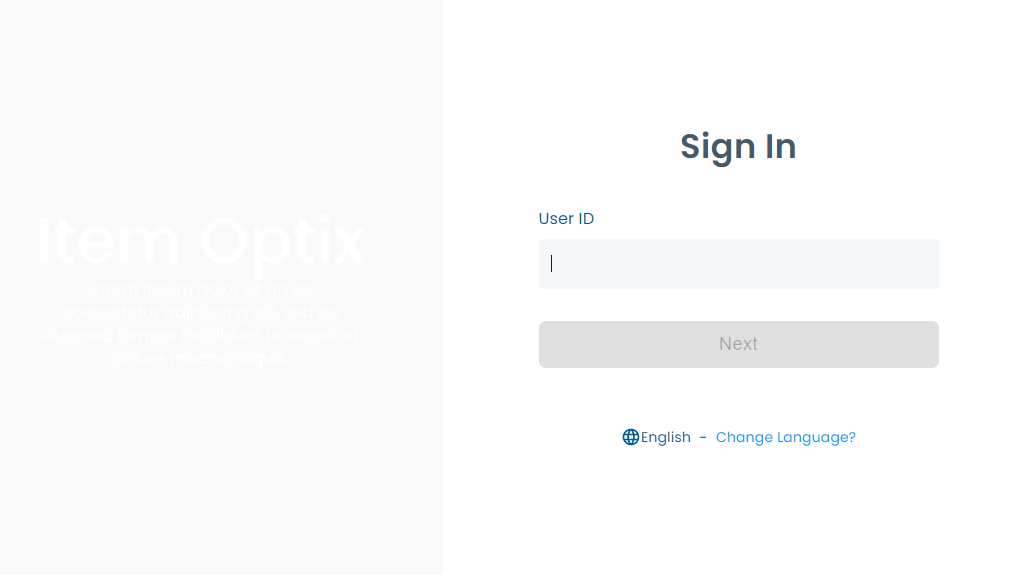 Item Optix
Lorem ipsum dolor sit amet,
consectetur adipiscing elit, sed do
eiusmod tempor incididunt ut labore et
dolore magna aliqua.
Sign In
User ID
Next
English - Change Language?